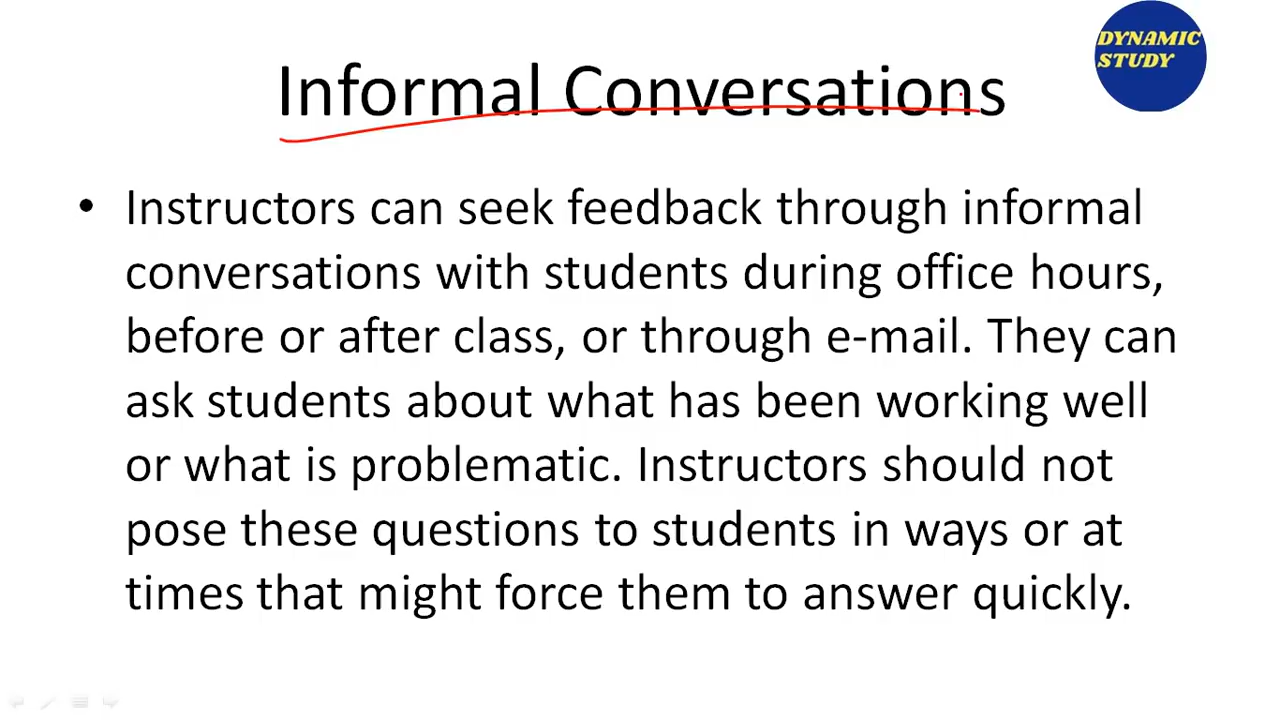 DYNAMIC
STUDY
Informal Conversations
• Instructors can seek feedback through informal
conversations with students during office hours,
before or after class, or through e-mail. They can
ask students about what has been working well
or what is problematic. Instructors should not
pose these questions to students in ways or at
times that might force them to answer quickly.